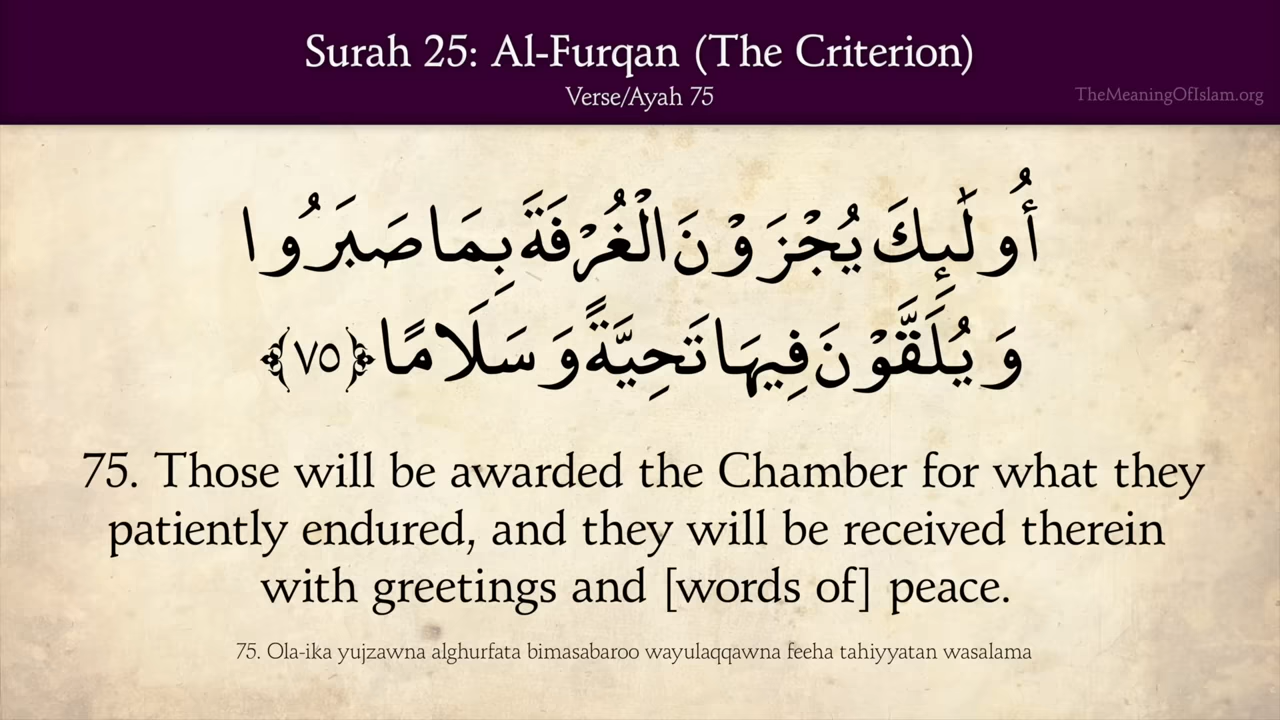 Surah 25: Al-Furqan (The Criterion)
Verse/Ayah 75
TheMeaningOfIslam.org
أُولَٰئِكَ يُجْزَوْنَ الْغُرْفَةَ بِمَا صَبَرُوا
وَيُلَقَّوْنَ فِيهَا تَحِيَّةً وَسَلَامًا ﴿٧٥﴾
75. Those will be awarded the Chamber for what they
patiently endured, and they will be received therein
with greetings and [words of] peace.
75. Ola-ika yujzawna alghurfata bimasabaroo wayulaqqawna feeha tahiyyatan wasalama